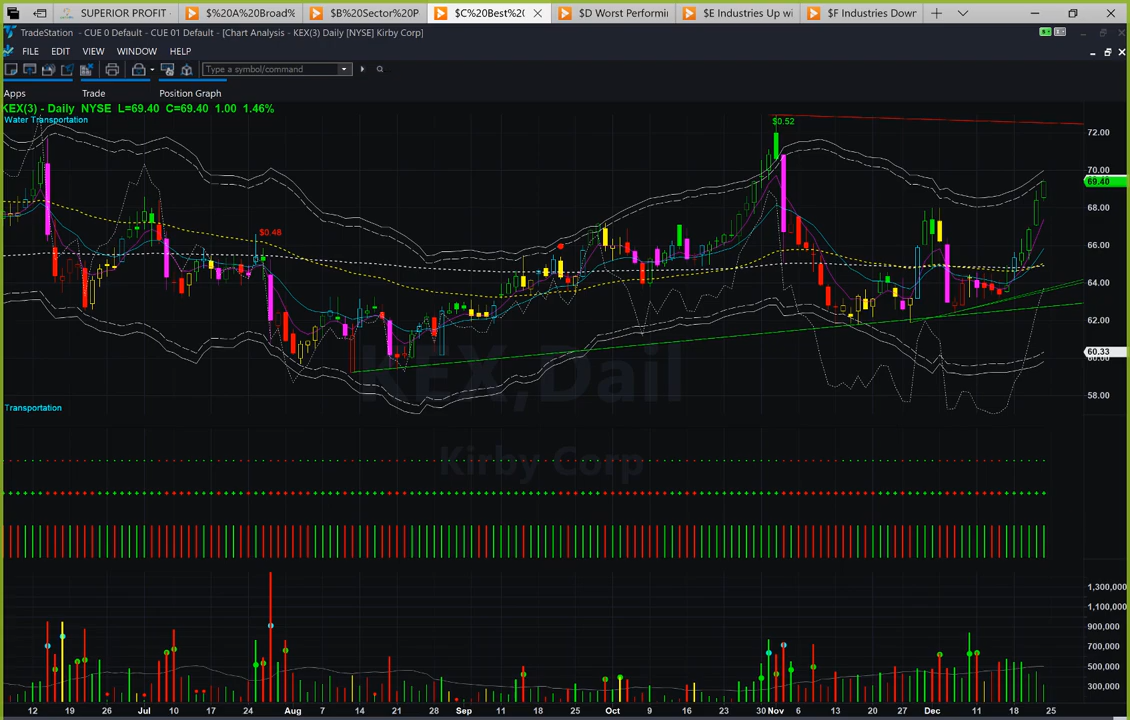 SUPERIOR PROFIT
$%20A%20Broad%
$%20B%20Sector%20P
$%20C%20Best%2(
$D Worst Performi
$E Industries Up wi
$F Industries Dowr
TradeStation - CUE 0 Default - CUE 01 Default - [Chart Analysis - KEX(3) Daily [NYSE] Kirby Corp]
FILE EDIT VIEW WINDOW HELP
Type a symbol/command
Apps Trade Position Graph
KEX(3) - Daily NYSE L=69.40 C=69.40 1.00 1.46%
Water Transportation
$0.52
$0.46
72.00
70.00
69.40
68.00
66.00
64.00
62.00
60.33
60.00
58.00
KEX,Dail
Transportation
Kirby Corp
1,300,000
1,100,000
900,000
700,000
500,000
300,000
12 19 26 Jul 10 17 24 Aug 7 14 21 28 Sep 11 18 25 Oct 9 16 23 30 Nov 6 13 20 27 Dec 11 18 25